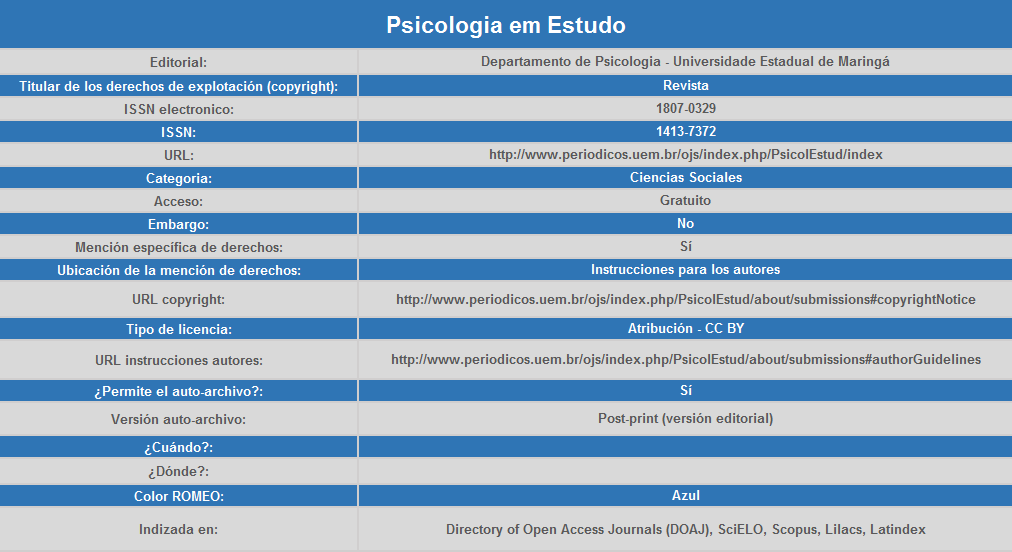 Psicologia em Estudo
Editorial: Departamento de Psicologia - Universidade Estadual de Maringá
Titular de los derechos de explotación (copyright): Revista
ISSN electronico: 1807-0329
ISSN: 1413-7372
URL: http://www.periodicos.uem.br/ojs/index.php/PsicolEstud/index
Categoria: Ciencias Sociales
Acceso: Gratuito
Embargo: No
Mención específica de derechos: Sí
Ubicación de la mención de derechos: Instrucciones para los autores
URL copyright: http://www.periodicos.uem.br/ojs/index.php/PsicolEstud/about/submissions#copyrightNotice
Tipo de licencia: Atribución - CC BY
URL instrucciones autores: http://www.periodicos.uem.br/ojs/index.php/PsicolEstud/about/submissions#authorGuidelines
¿Permite el auto-archivo?: Sí
Versión auto-archivo: Post-print (versión editorial)
¿Cuándo?:
¿Dónde?:
Color ROMEO: Azul
Indizada en: Directory of Open Access Journals (DOAJ), SciELO, Scopus, Lilacs, Latindex